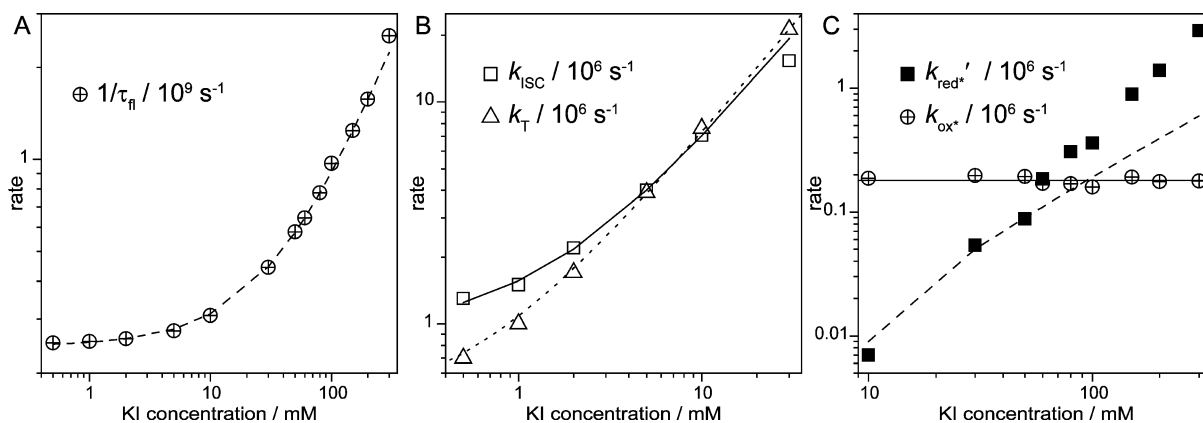 A
1/τfl / 10⁹ s⁻¹
1
rate
1
10
100
KI concentration / mM
B
kISC / 10⁶ s⁻¹
kT / 10⁶ s⁻¹
10
1
rate
1
10
KI concentration / mM
C
kred*′ / 10⁶ s⁻¹
kox* / 10⁶ s⁻¹
1
0.1
0.01
rate
10
100
KI concentration / mM